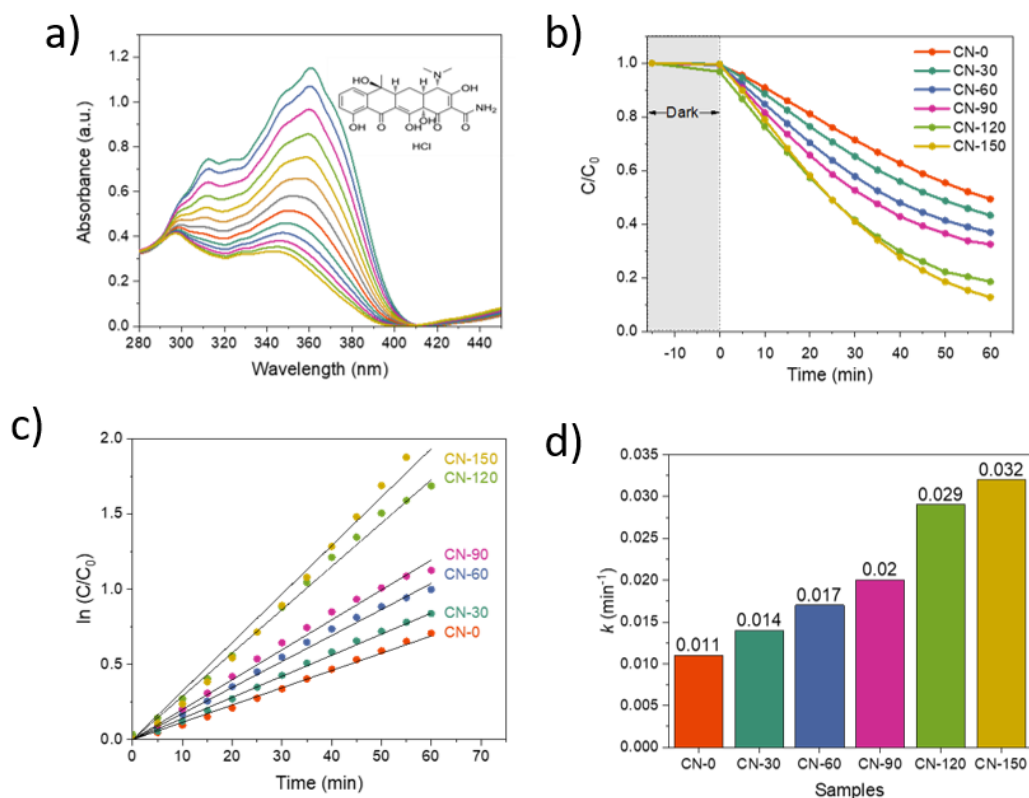 a)
1.2
1.0
0.8
0.6
0.4
0.2
0.0
Absorbance (a.u.)
280 300 320 340 360 380 400 420 440
Wavelength (nm)
HO
H
H
N
OH
NH₂
OH
O
OH
OH
O
O
HCl
b)
1.0
0.8
0.6
0.4
0.2
0.0
C/C₀
Dark
CN-0
CN-30
CN-60
CN-90
CN-120
CN-150
-10 0 10 20 30 40 50 60
Time (min)
c)
2.0
1.5
1.0
0.5
0.0
ln (C/C₀)
CN-150
CN-120
CN-90
CN-60
CN-30
CN-0
0 10 20 30 40 50 60 70
Time (min)
d)
0.035
0.030
0.025
0.020
0.015
0.010
0.005
0.000
k (min⁻¹)
0.011
0.014
0.017
0.02
0.029
0.032
CN-0 CN-30 CN-60 CN-90 CN-120 CN-150
Samples